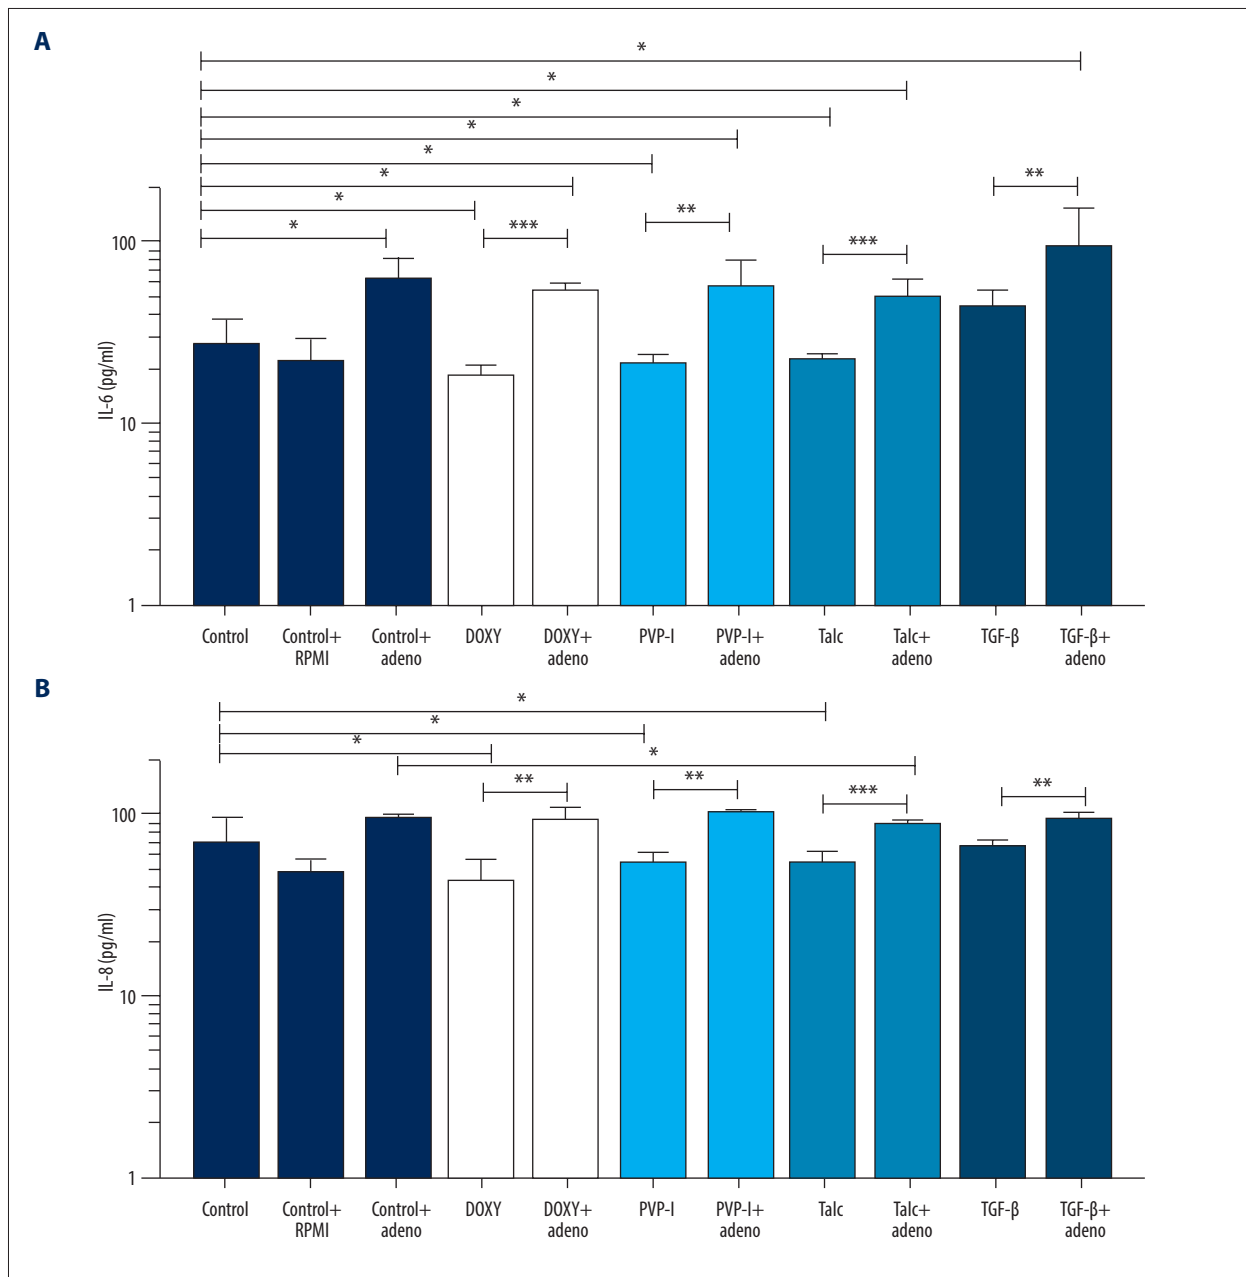 A
*
*
*
*
*
*
*
*
***
**
***
**
IL-6 (pg/ml)
100
10
1
Control
Control+
RPMI
Control+
adeno
DOXY
DOXY+
adeno
PVP-I
PVP-I+
adeno
Talc
Talc+
adeno
TGF-β
TGF-β+
adeno
B
*
*
*
*
**
**
***
**
IL-8 (pg/ml)
100
10
1
Control
Control+
RPMI
Control+
adeno
DOXY
DOXY+
adeno
PVP-I
PVP-I+
adeno
Talc
Talc+
adeno
TGF-β
TGF-β+
adeno